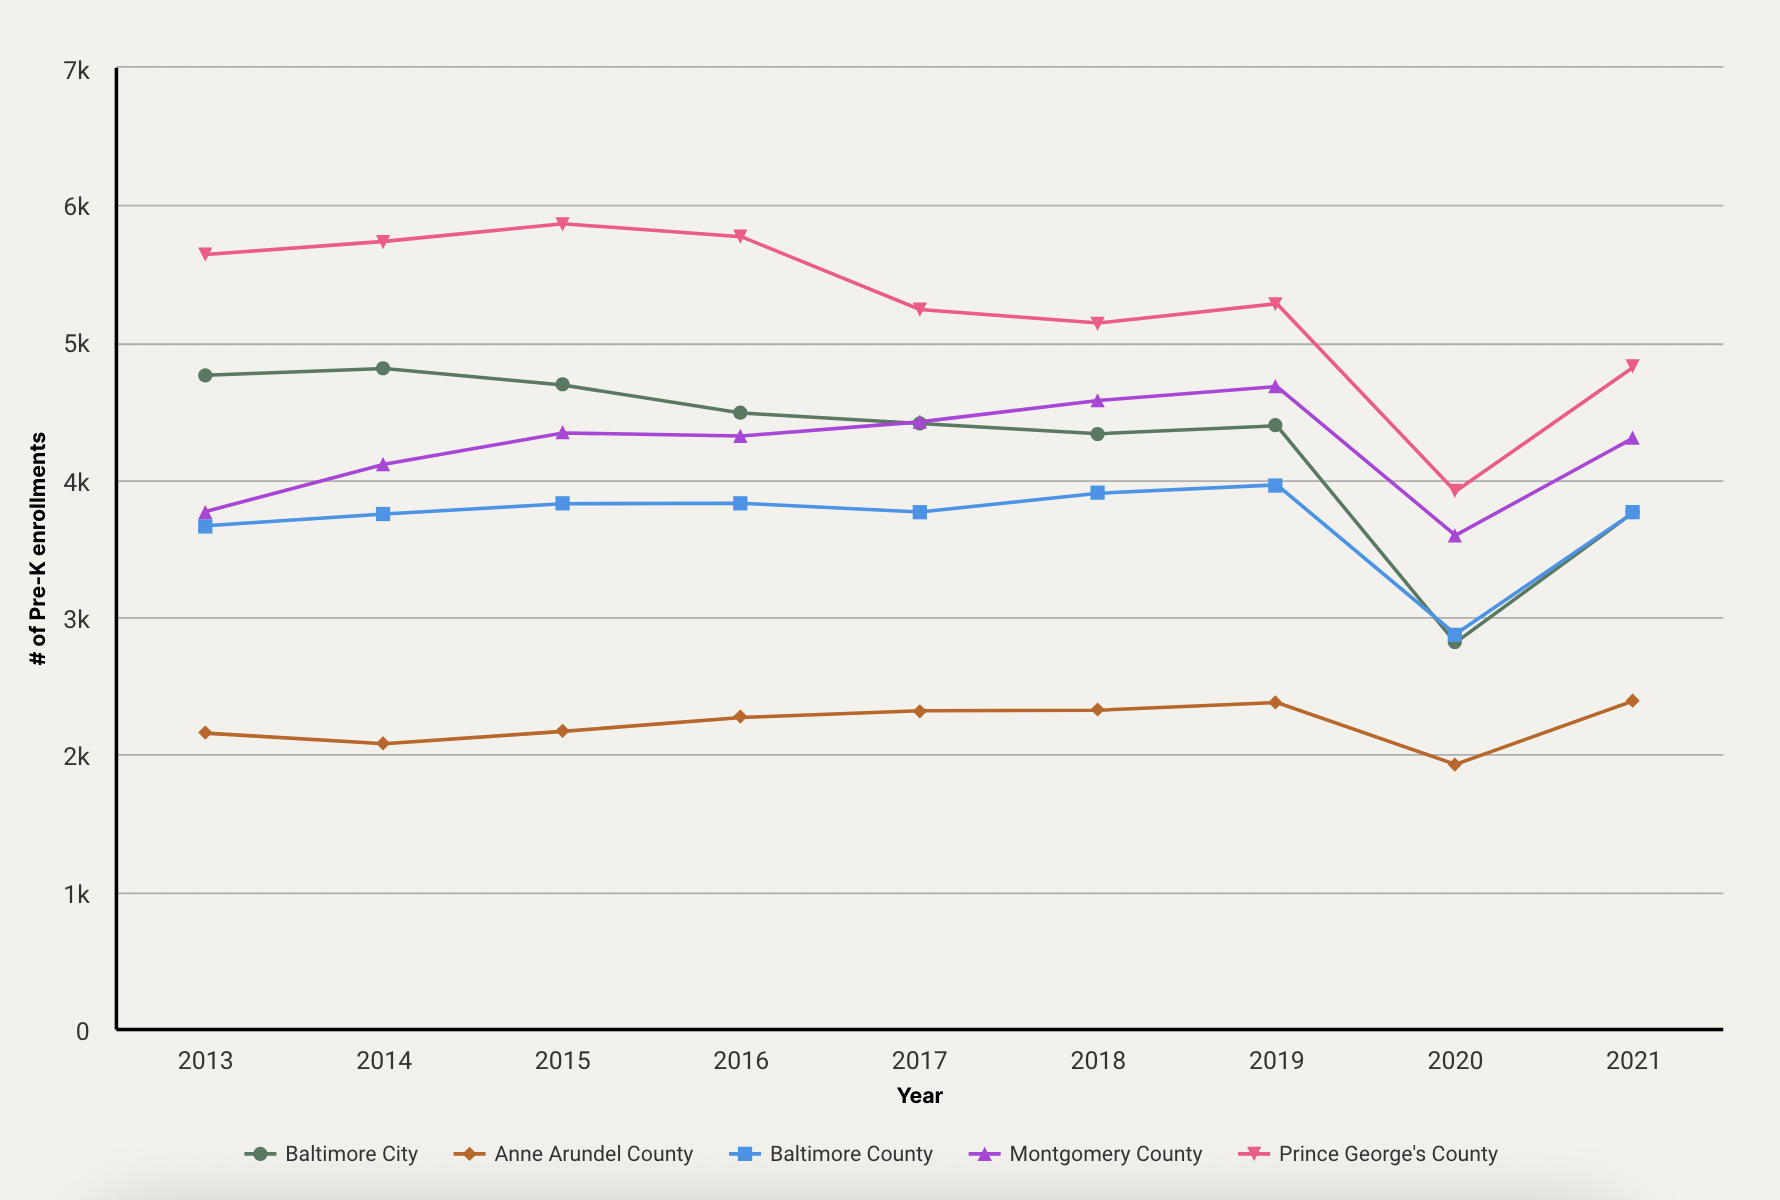 7k
6k
5k
4k
3k
2k
1k
0
# of Pre-K enrollments
2013 2014 2015 2016 2017 2018 2019 2020 2021
Year
Baltimore City Anne Arundel County Baltimore County Montgomery County Prince George's County